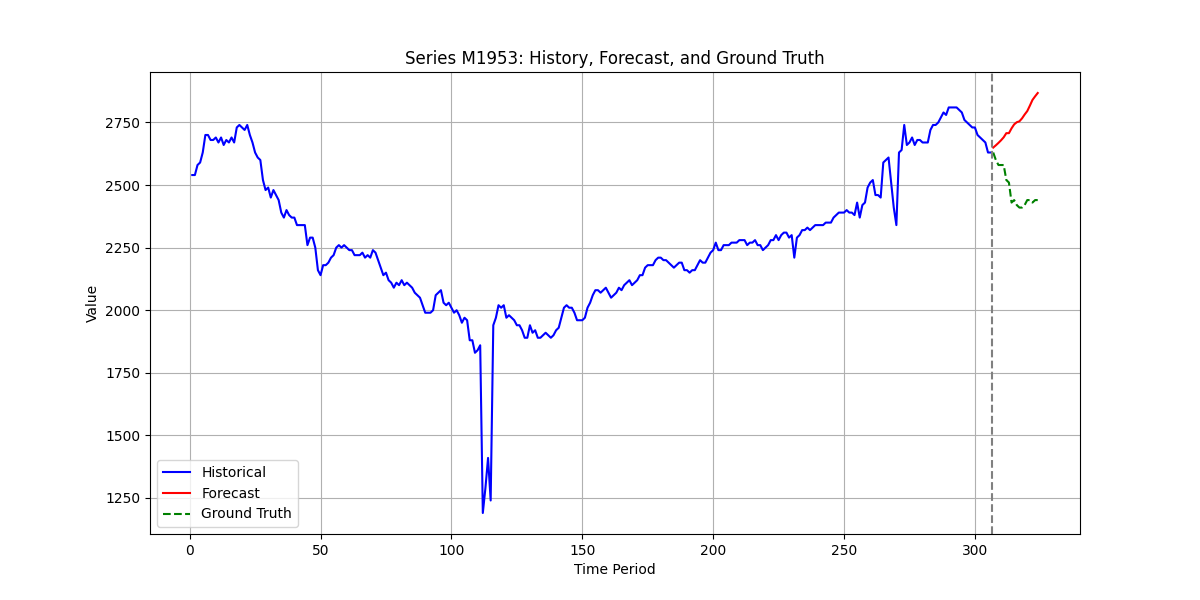 Series M1953: History, Forecast, and Ground Truth
Value
2750
2500
2250
2000
1750
1500
1250
Historical
Forecast
Ground Truth
0 50 100 150 200 250 300
Time Period